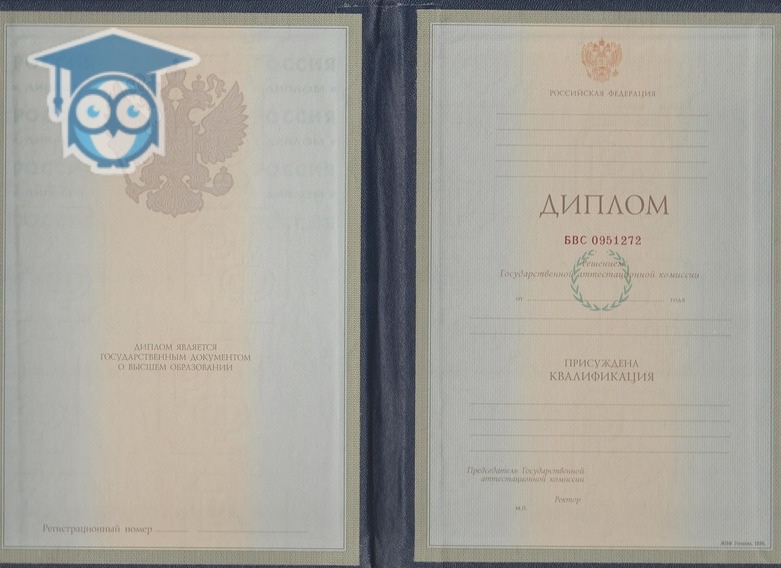 ДИПЛОМ ЯВЛЯЕТСЯ
ГОСУДАРСТВЕННЫМ ДОКУМЕНТОМ
О ВЫСШЕМ ОБРАЗОВАНИИ
Регистрационный номер
РОССИЙСКАЯ ФЕДЕРАЦИЯ
ДИПЛОМ
БВС 0951272
Решением
Государственной аттестационной комиссии
от года
ПРИСУЖДЕНА
КВАЛИФИКАЦИЯ
Председатель Государственной
аттестационной комиссии
Ректор
М.П.